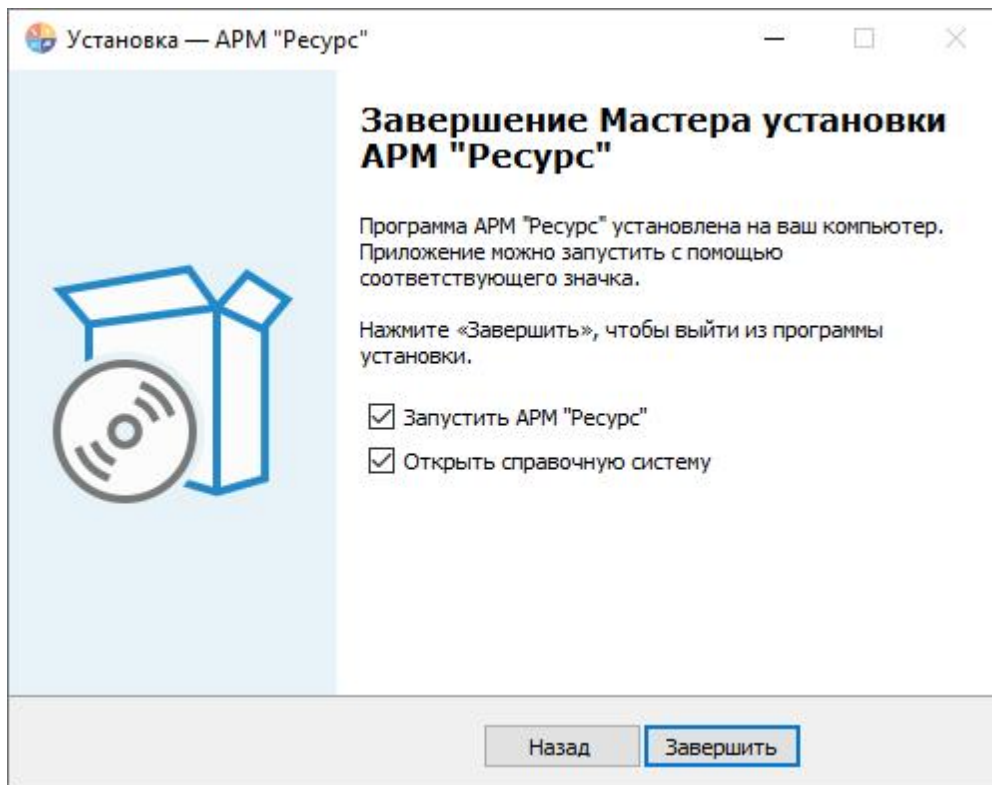 Установка — АРМ "Ресурс"
Завершение Мастера установки
АРМ "Ресурс"
Программа АРМ "Ресурс" установлена на ваш компьютер.
Приложение можно запустить с помощью
соответствующего значка.
Нажмите «Завершить», чтобы выйти из программы
установки.
Запустить АРМ "Ресурс"
Открыть справочную систему
Назад
Завершить